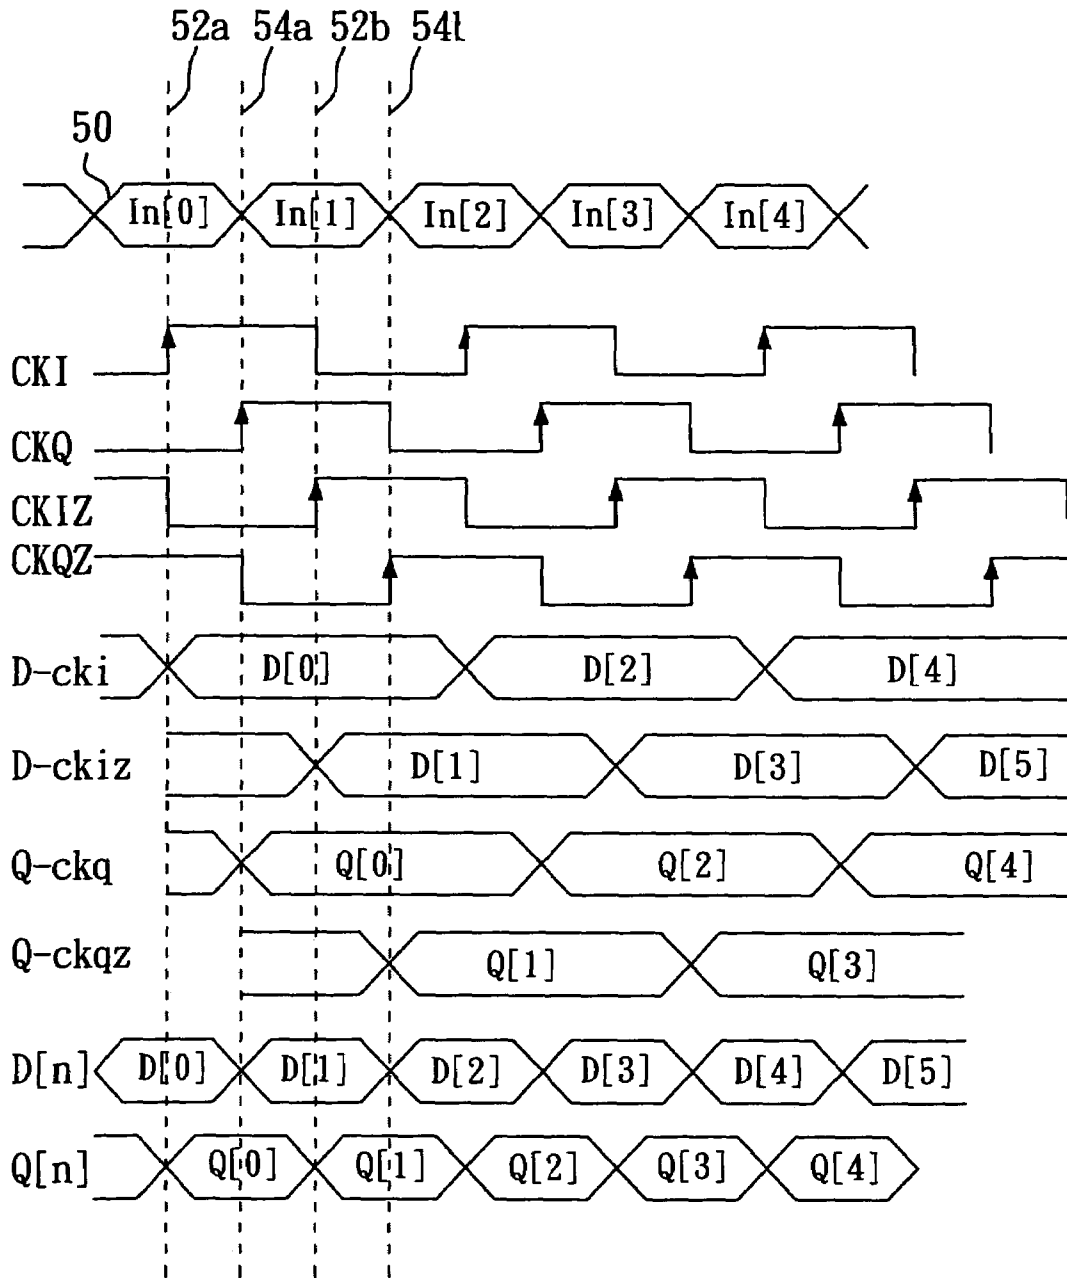 52a 54a 52b 54l
50
In[0] In[1] In[2] In[3] In[4]
CKI
CKQ
CKIZ
CKQZ
D-cki D[0] D[2] D[4]
D-ckiz D[1] D[3] D[5]
Q-ckq Q[0] Q[2] Q[4]
Q-ckqz Q[1] Q[3]
D[n] D[0] D[1] D[2] D[3] D[4] D[5]
Q[n] Q[0] Q[1] Q[2] Q[3] Q[4]